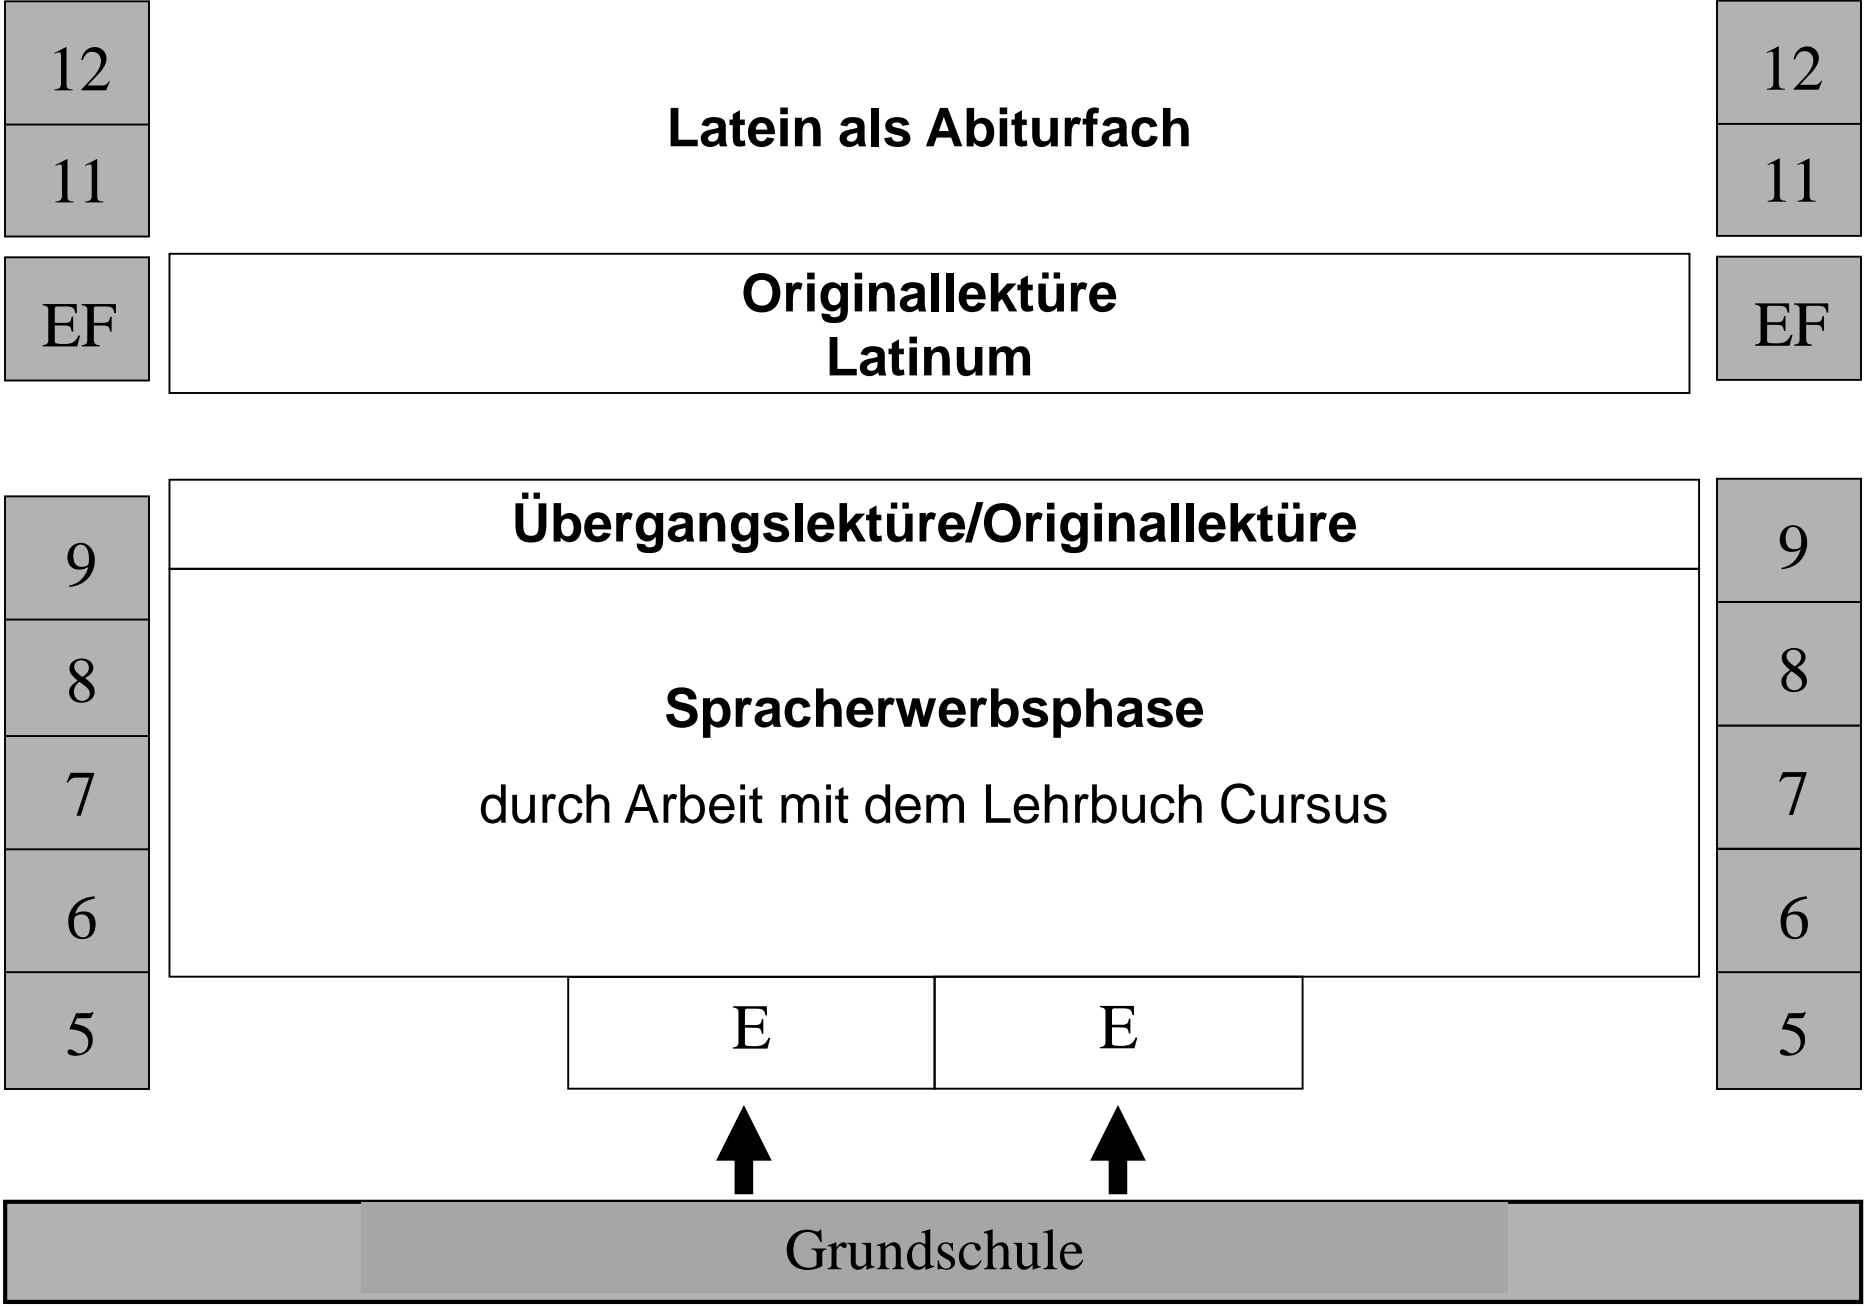 12
12
Latein als Abiturfach
11
11
Originallektüre
EF
EF
Latinum
Übergangslektüre/Originallektüre
9
9
8
8
Spracherwerbsphase
7
7
durch Arbeit mit dem Lehrbuch Cursus
6
6
5
E
E
5
Grundschule